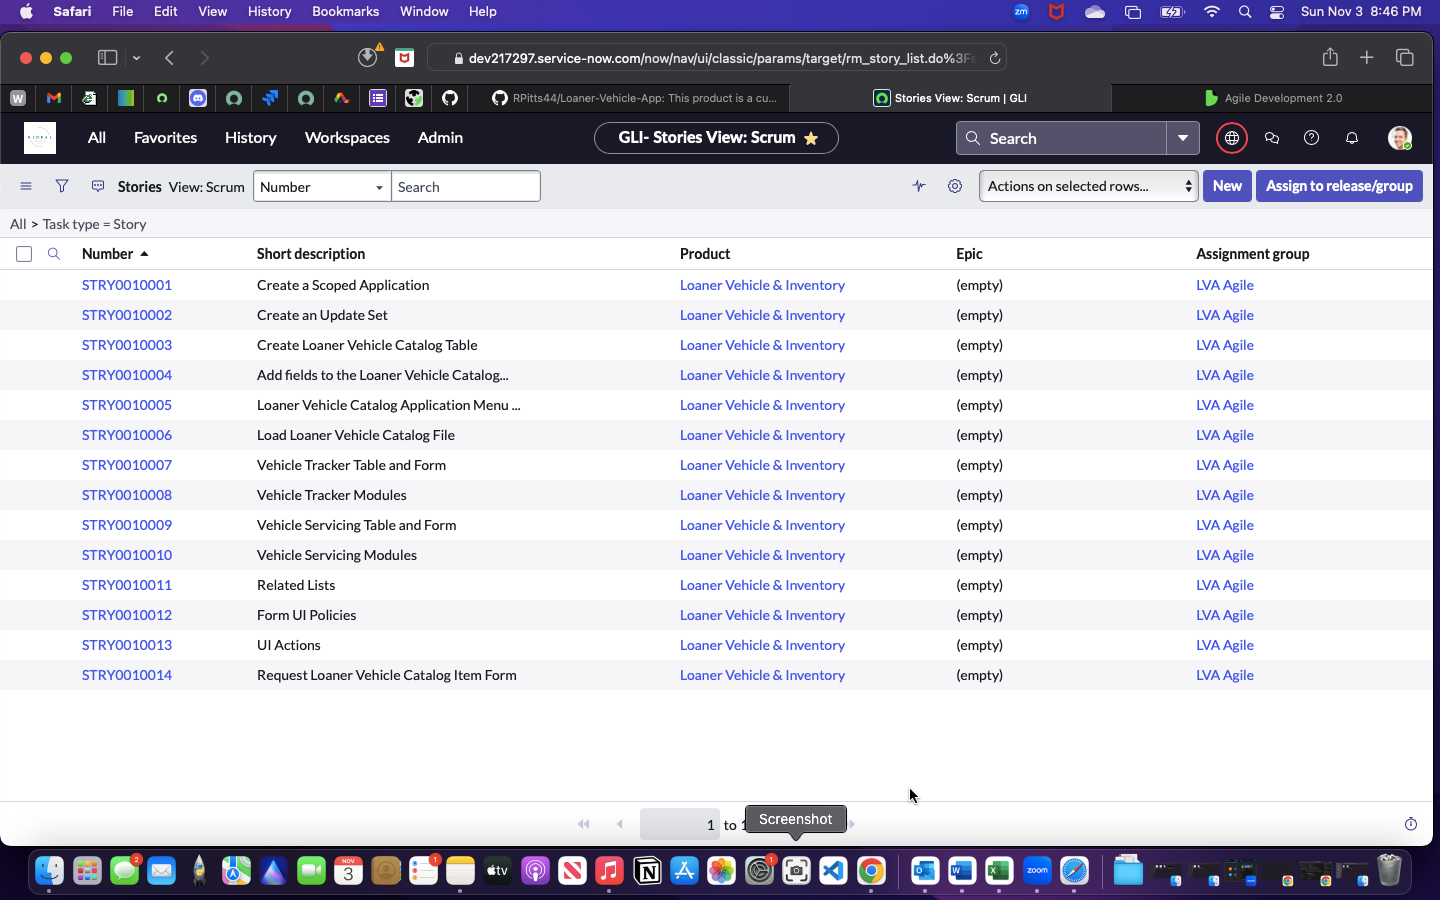 Safari File Edit View History Bookmarks Window Help zm Sun Nov 3 8:46 PM
dev217297.service-now.com/now/nav/ui/classic/params/target/rm_story_list.do%3F
W RPitts44/Loaner-Vehicle-App: This product is a cu... Stories View: Scrum | GLI Agile Development 2.0
All Favorites History Workspaces Admin GLI- Stories View: Scrum Search
Stories View: Scrum Number Search Actions on selected rows... New Assign to release/group
All > Task type = Story
Number Short description Product Epic Assignment group
STRY0010001 Create a Scoped Application Loaner Vehicle & Inventory (empty) LVA Agile
STRY0010002 Create an Update Set Loaner Vehicle & Inventory (empty) LVA Agile
STRY0010003 Create Loaner Vehicle Catalog Table Loaner Vehicle & Inventory (empty) LVA Agile
STRY0010004 Add fields to the Loaner Vehicle Catalog... Loaner Vehicle & Inventory (empty) LVA Agile
STRY0010005 Loaner Vehicle Catalog Application Menu ... Loaner Vehicle & Inventory (empty) LVA Agile
STRY0010006 Load Loaner Vehicle Catalog File Loaner Vehicle & Inventory (empty) LVA Agile
STRY0010007 Vehicle Tracker Table and Form Loaner Vehicle & Inventory (empty) LVA Agile
STRY0010008 Vehicle Tracker Modules Loaner Vehicle & Inventory (empty) LVA Agile
STRY0010009 Vehicle Servicing Table and Form Loaner Vehicle & Inventory (empty) LVA Agile
STRY0010010 Vehicle Servicing Modules Loaner Vehicle & Inventory (empty) LVA Agile
STRY0010011 Related Lists Loaner Vehicle & Inventory (empty) LVA Agile
STRY0010012 Form UI Policies Loaner Vehicle & Inventory (empty) LVA Agile
STRY0010013 UI Actions Loaner Vehicle & Inventory (empty) LVA Agile
STRY0010014 Request Loaner Vehicle Catalog Item Form Loaner Vehicle & Inventory (empty) LVA Agile
1 to 1
Screenshot
2 NOV 3 1 tv 1 zoom